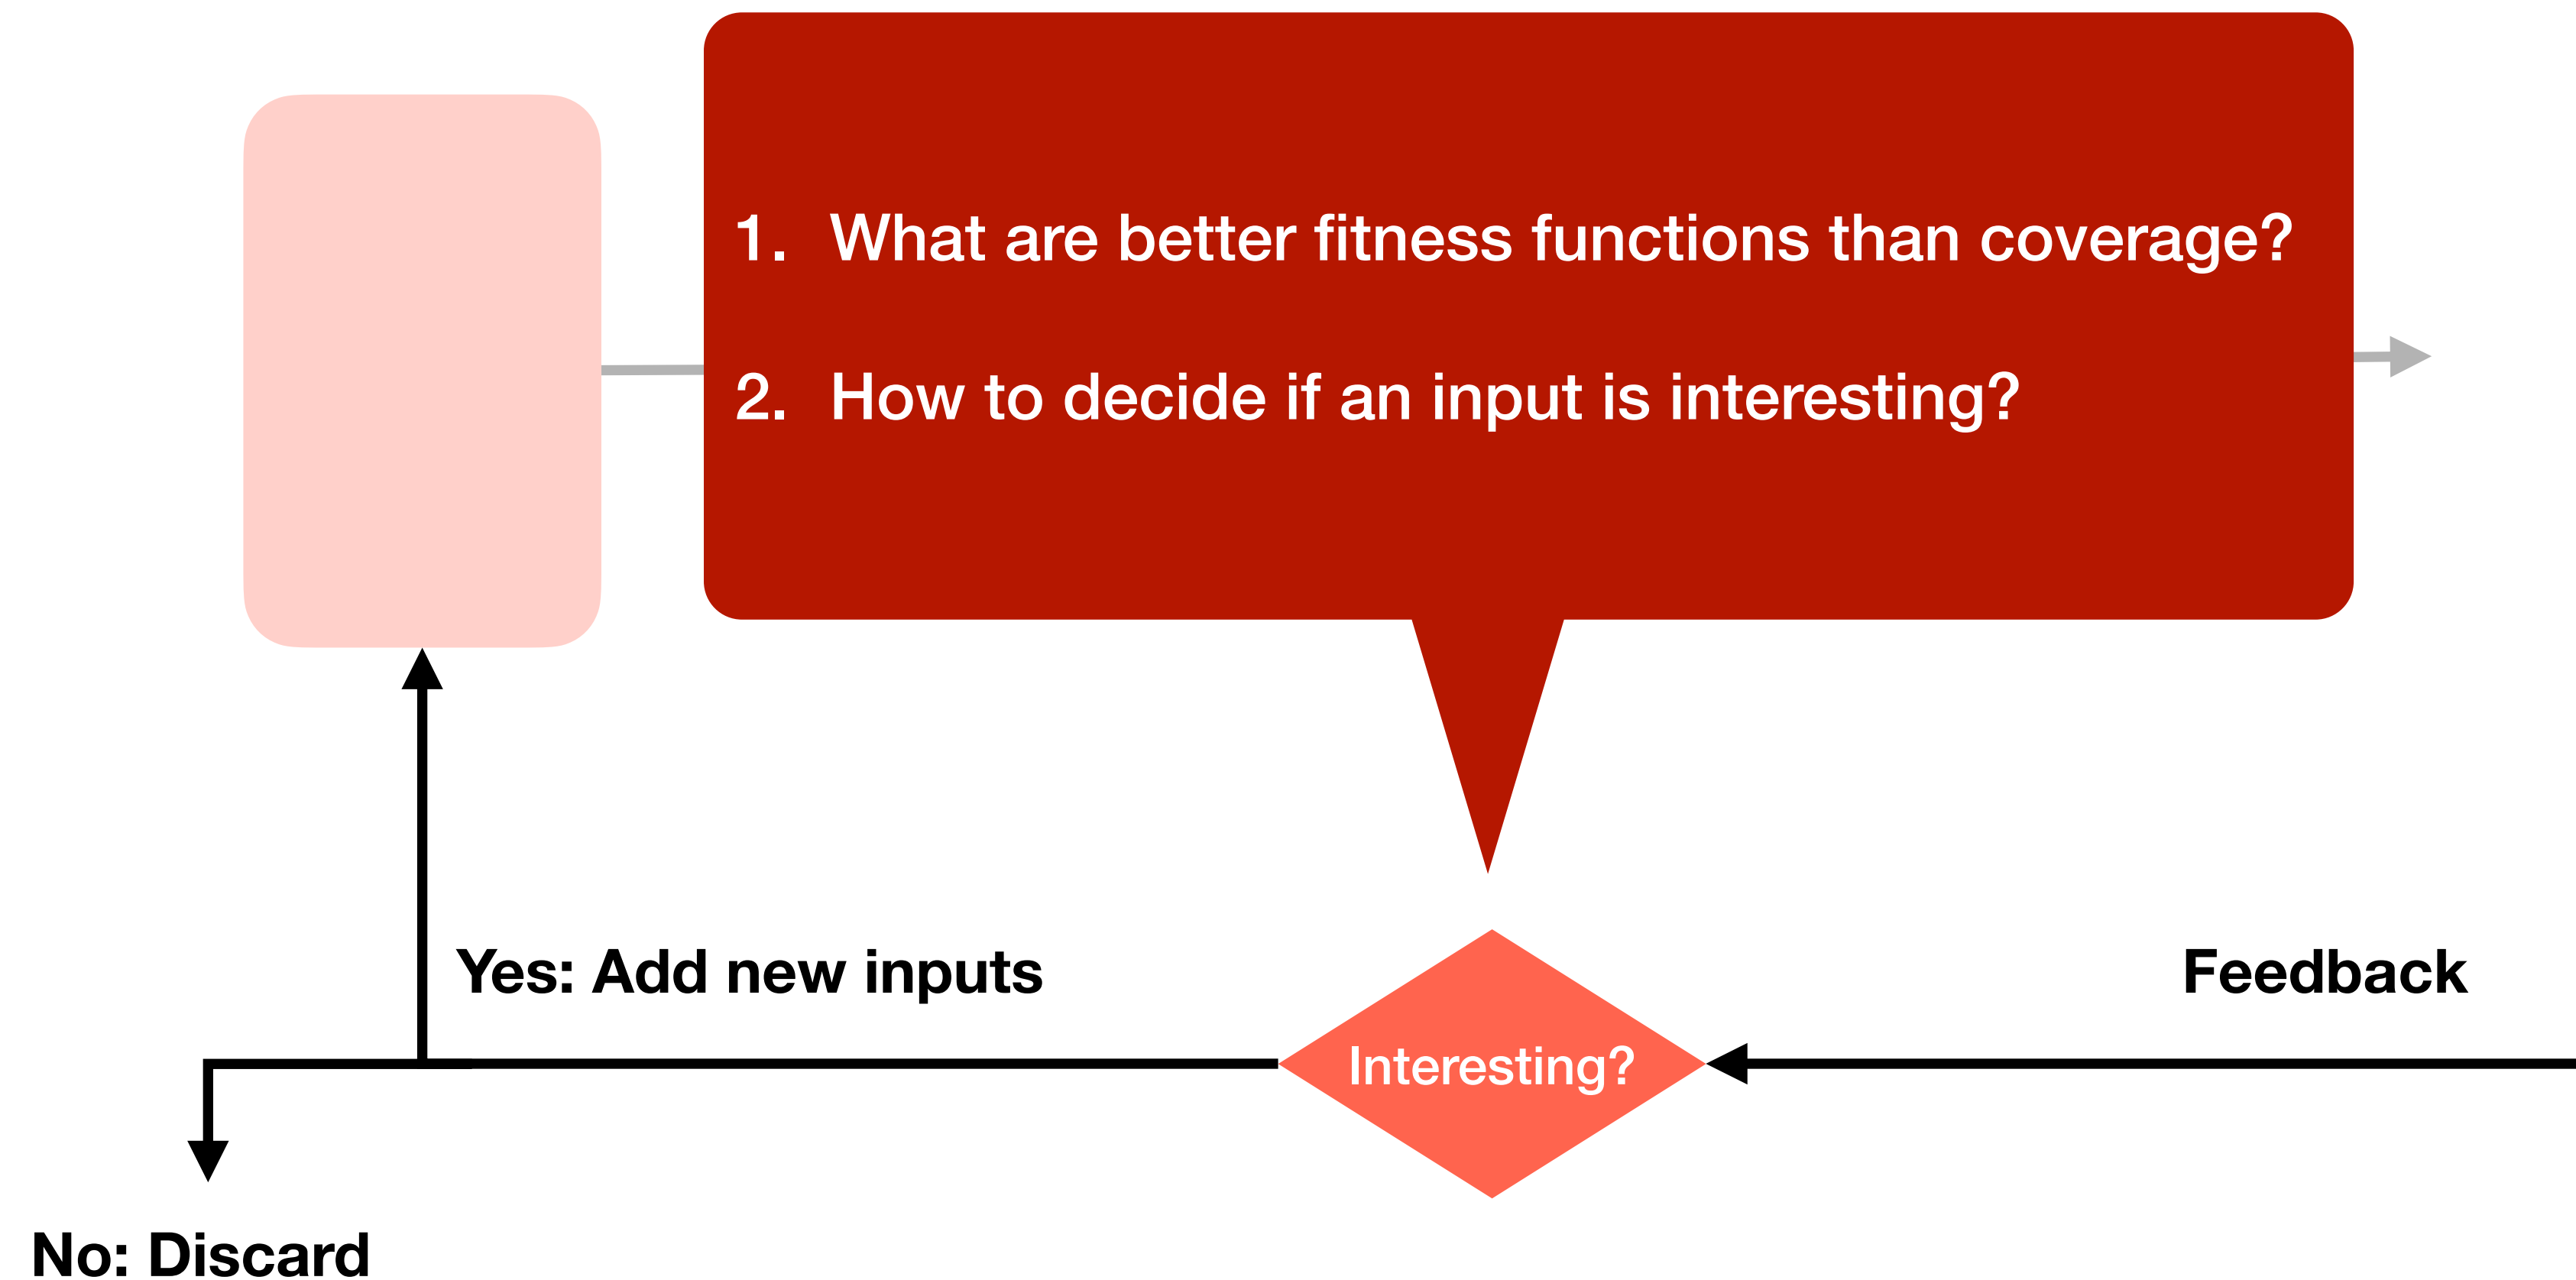 1. What are better fitness functions than coverage?
2. How to decide if an input is interesting?
Yes: Add new inputs
Feedback
Interesting?
No: Discard